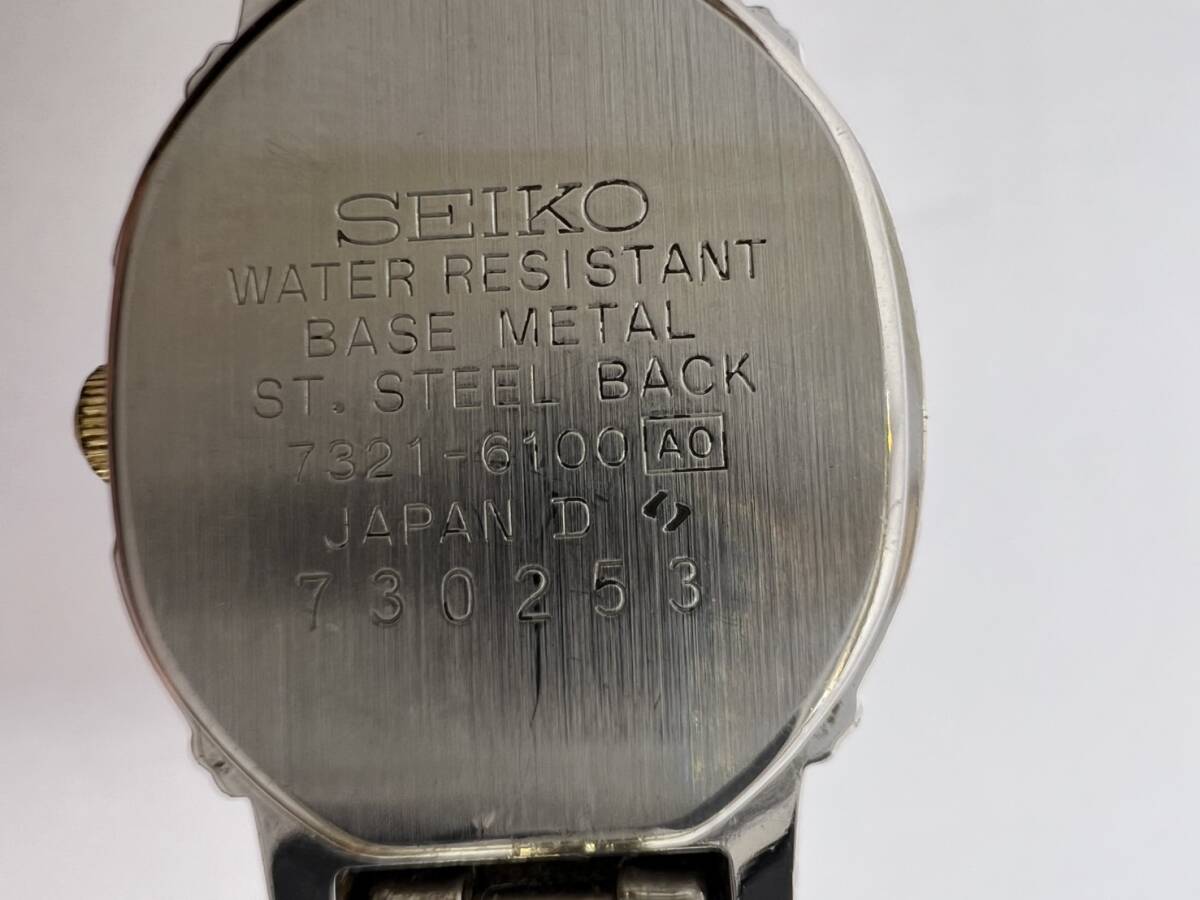 SEIKO
WATER RESISTANT
BASE METAL
ST. STEEL BACK
7321-6100 A0
JAPAN D
730253